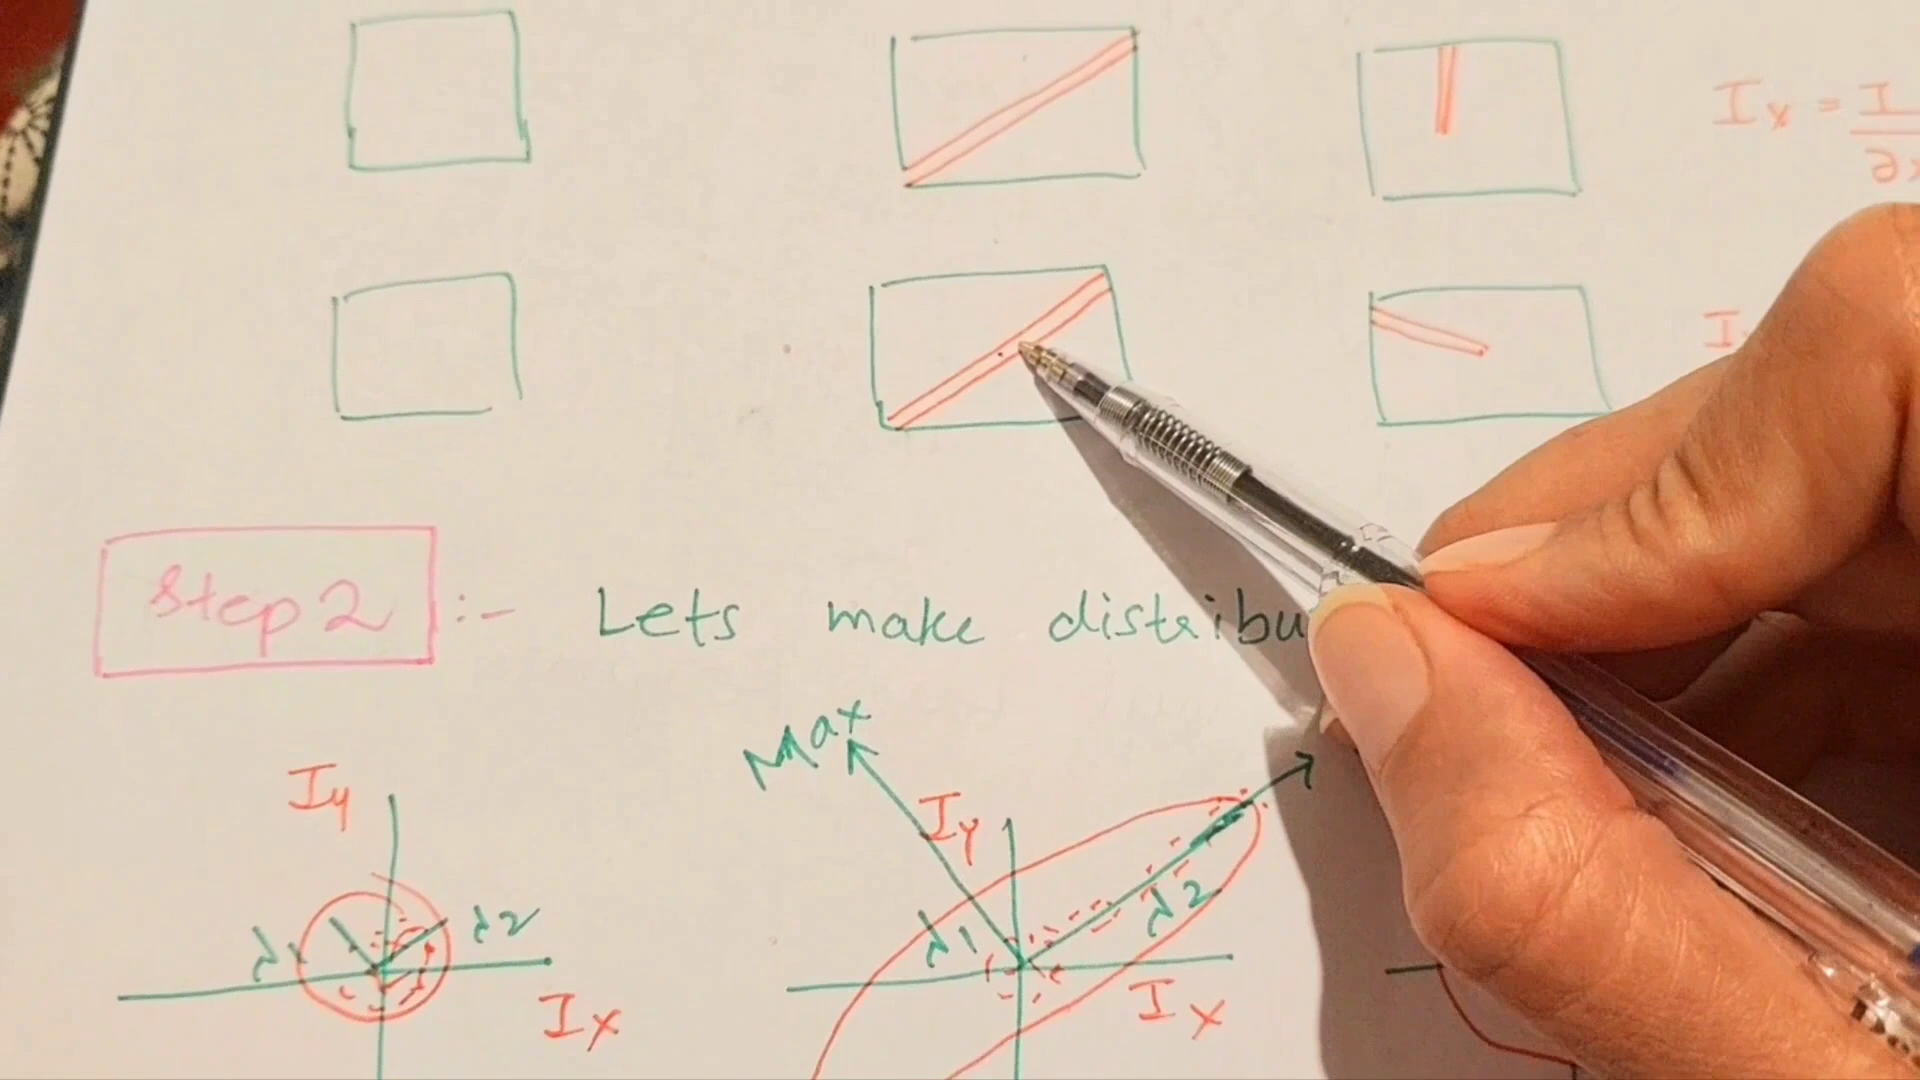 Ix = I
∂x
I
Step 2 :- Lets make distribu
Max
Iy
Iy
λ1
λ2
λ1
λ2
Ix
Ix